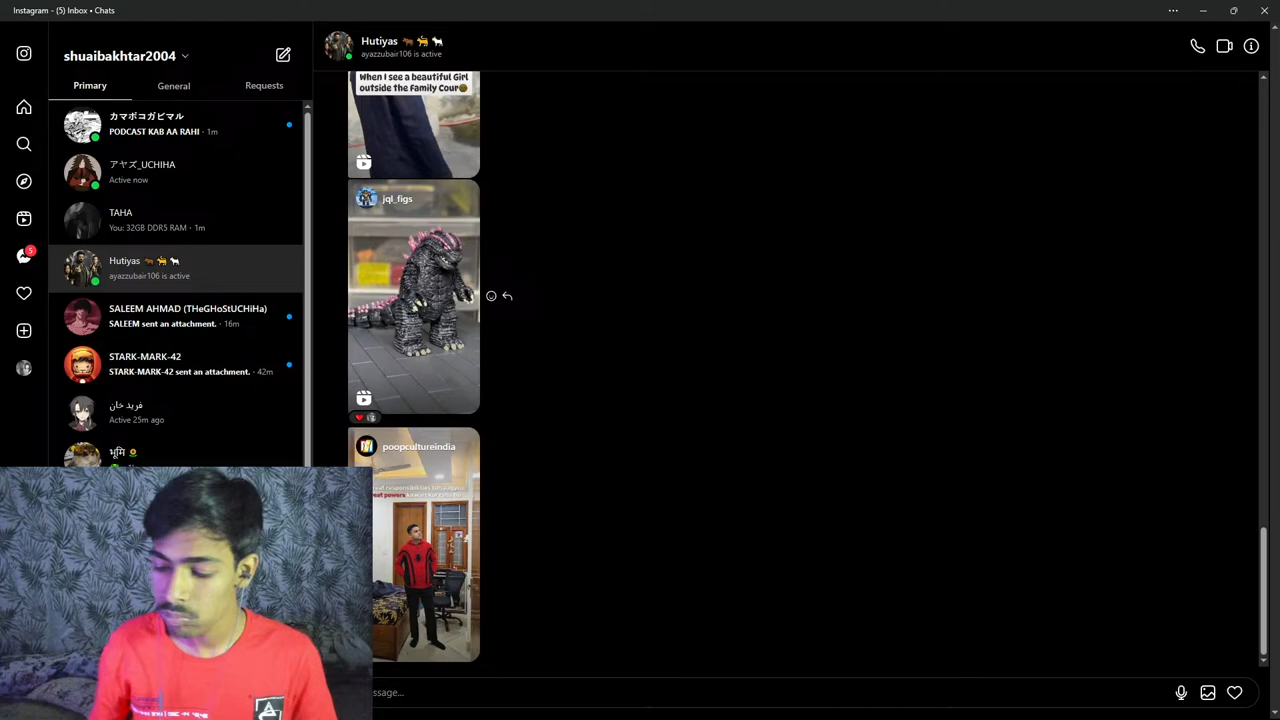 Instagram - (5) Inbox • Chats
shuaibakhtar2004
Primary
General
Requests
カマボコガビマル
PODCAST KAB AA RAHI · 1m
アヤズ_UCHIHA
Active now
TAHA
You: 32GB DDR5 RAM · 1m
Hutiyas 🐂 🐆 🐕
ayazzubair106 is active
SALEEM AHMAD (THeGHoStUCHiHa)
SALEEM sent an attachment. · 16m
STARK-MARK-42
STARK-MARK-42 sent an attachment. · 42m
فرید خان
Active 25m ago
भूमि 🌻
5
Hutiyas 🐂 🐆 🐕
ayazzubair106 is active
When I see a beautiful Girl
outside the Family Cour
jql_figs
poopcultureindia
responsibilities
powers
ssage...